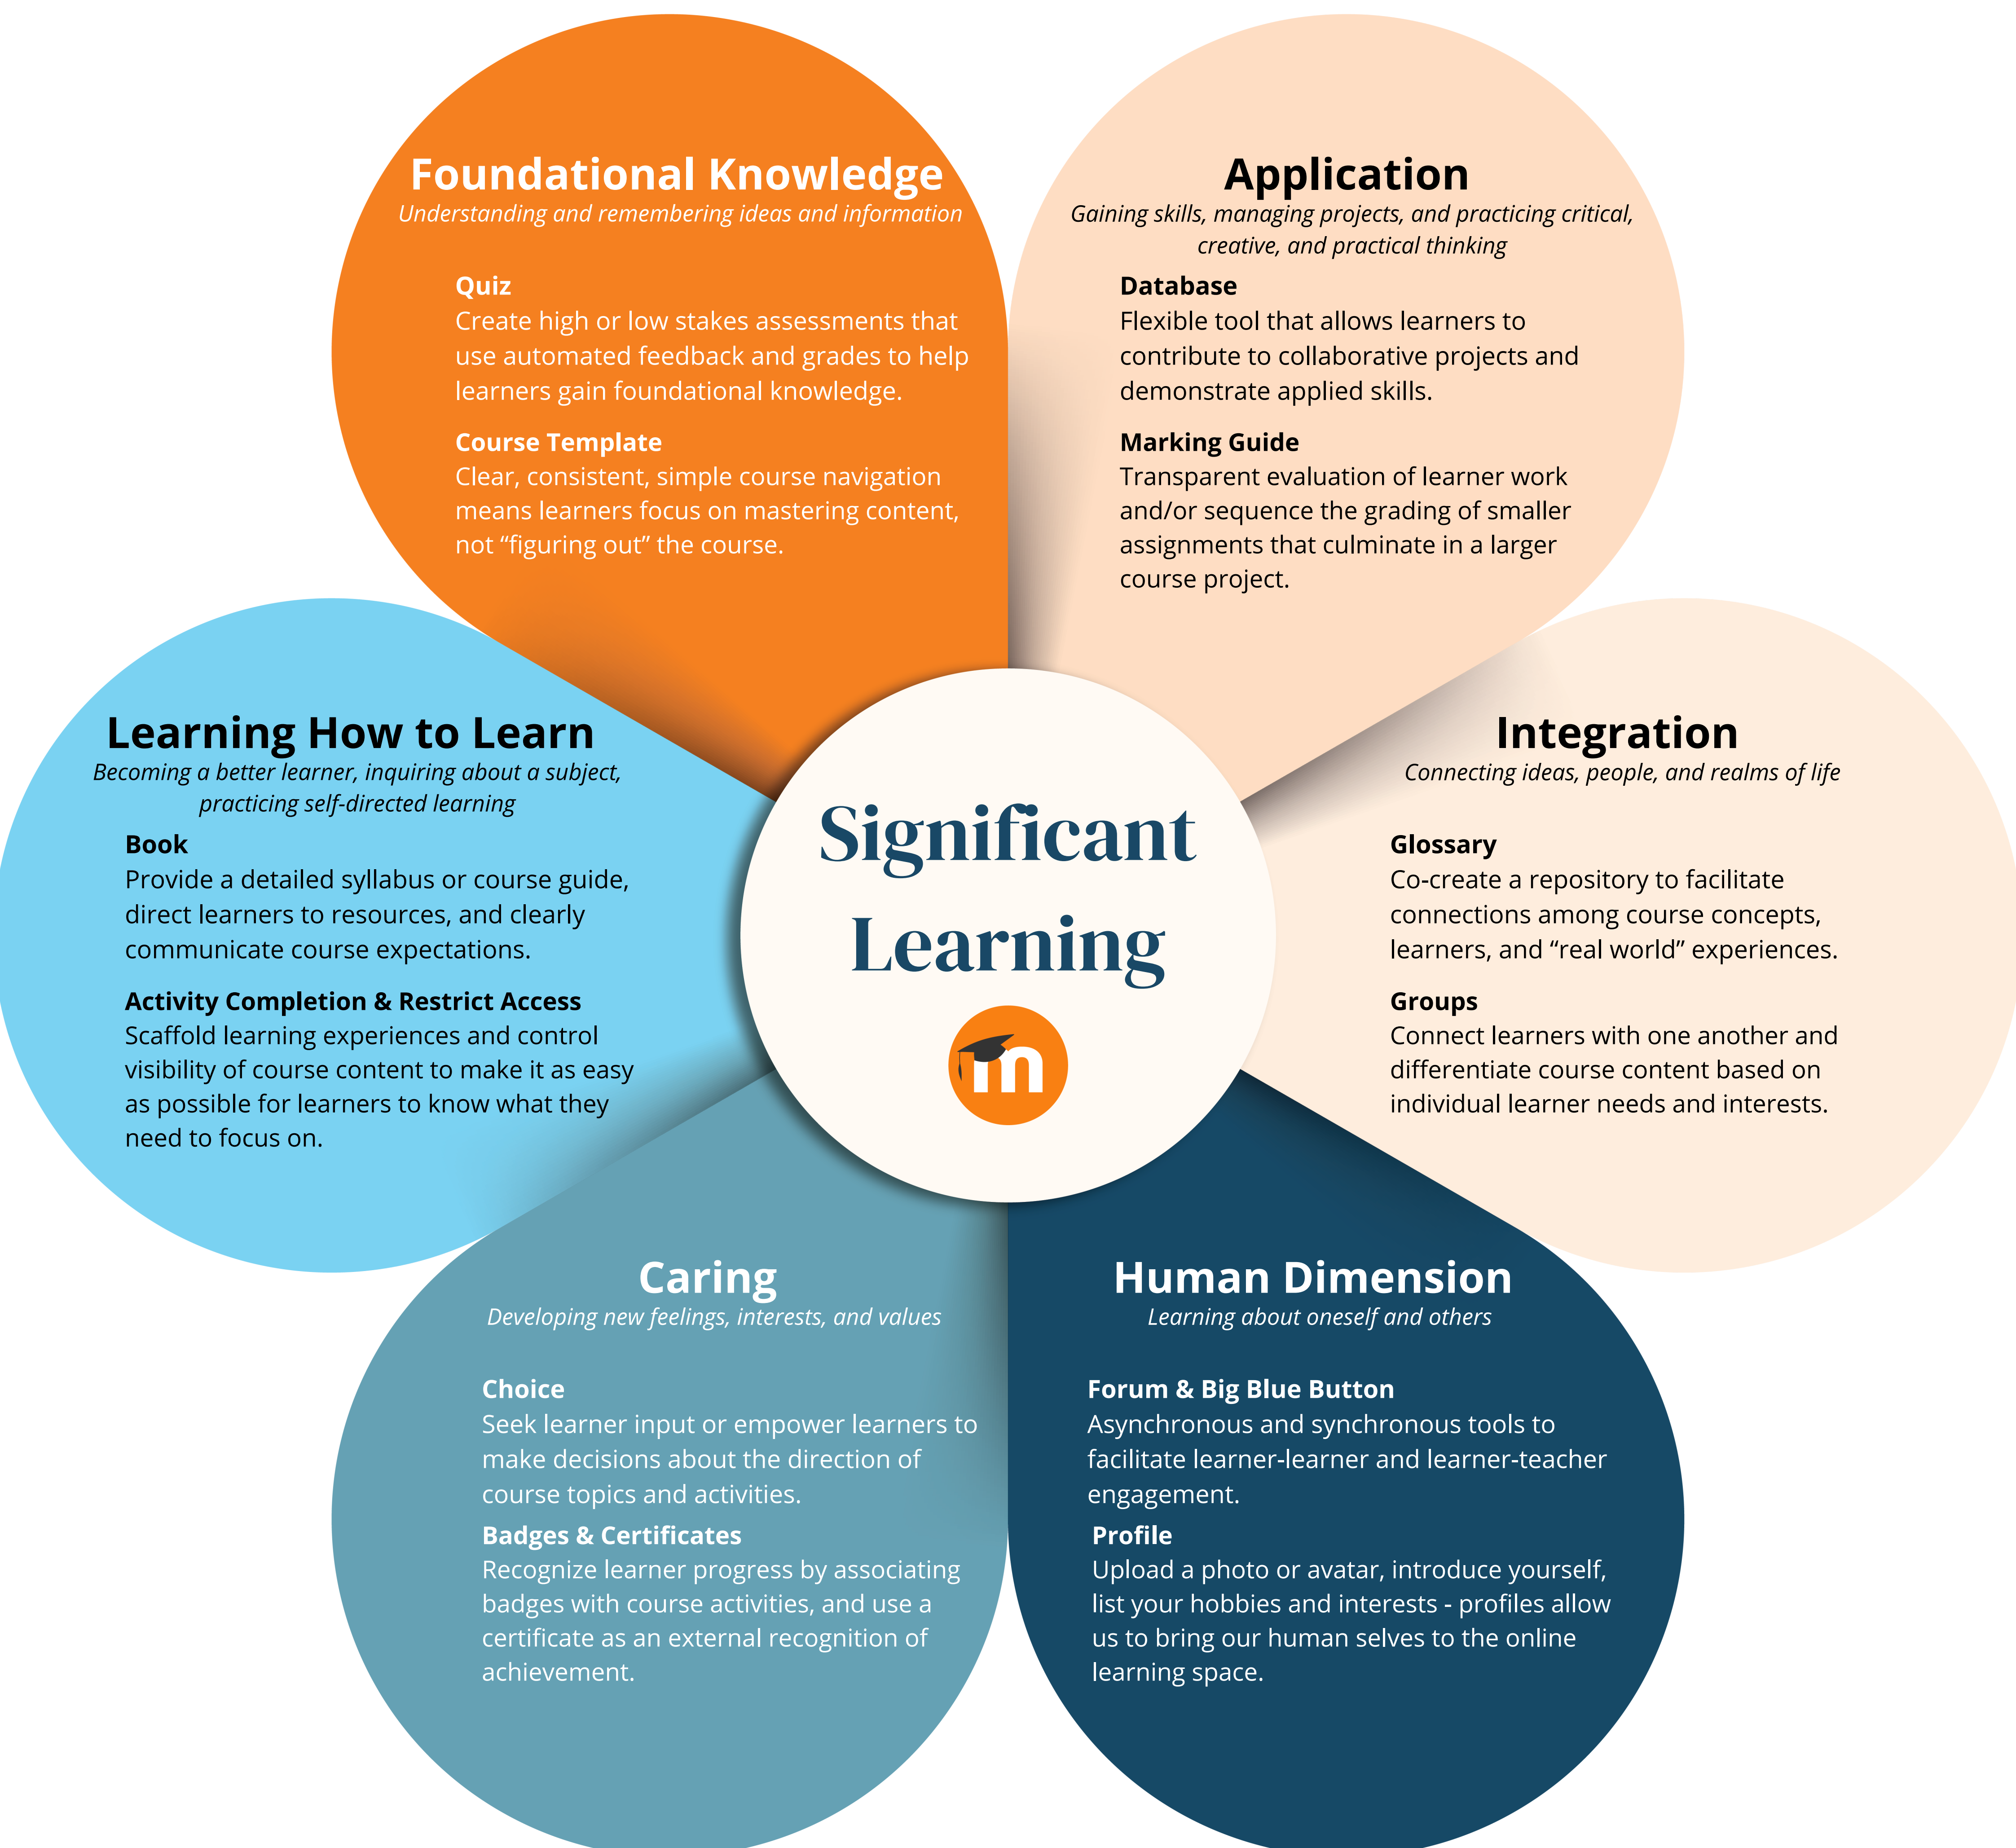 Foundational Knowledge
Understanding and remembering ideas and information
Quiz
Create high or low stakes assessments that
use automated feedback and grades to help
learners gain foundational knowledge.
Course Template
Clear, consistent, simple course navigation
means learners focus on mastering content,
not “figuring out” the course.
Application
Gaining skills, managing projects, and practicing critical,
creative, and practical thinking
Database
Flexible tool that allows learners to
contribute to collaborative projects and
demonstrate applied skills.
Marking Guide
Transparent evaluation of learner work
and/or sequence the grading of smaller
assignments that culminate in a larger
course project.
Learning How to Learn
Becoming a better learner, inquiring about a subject,
practicing self-directed learning
Book
Provide a detailed syllabus or course guide,
direct learners to resources, and clearly
communicate course expectations.
Activity Completion & Restrict Access
Scaffold learning experiences and control
visibility of course content to make it as easy
as possible for learners to know what they
need to focus on.
Significant
Learning
m
Integration
Connecting ideas, people, and realms of life
Glossary
Co-create a repository to facilitate
connections among course concepts,
learners, and “real world” experiences.
Groups
Connect learners with one another and
differentiate course content based on
individual learner needs and interests.
Caring
Developing new feelings, interests, and values
Choice
Seek learner input or empower learners to
make decisions about the direction of
course topics and activities.
Badges & Certificates
Recognize learner progress by associating
badges with course activities, and use a
certificate as an external recognition of
achievement.
Human Dimension
Learning about oneself and others
Forum & Big Blue Button
Asynchronous and synchronous tools to
facilitate learner-learner and learner-teacher
engagement.
Profile
Upload a photo or avatar, introduce yourself,
list your hobbies and interests - profiles allow
us to bring our human selves to the online
learning space.